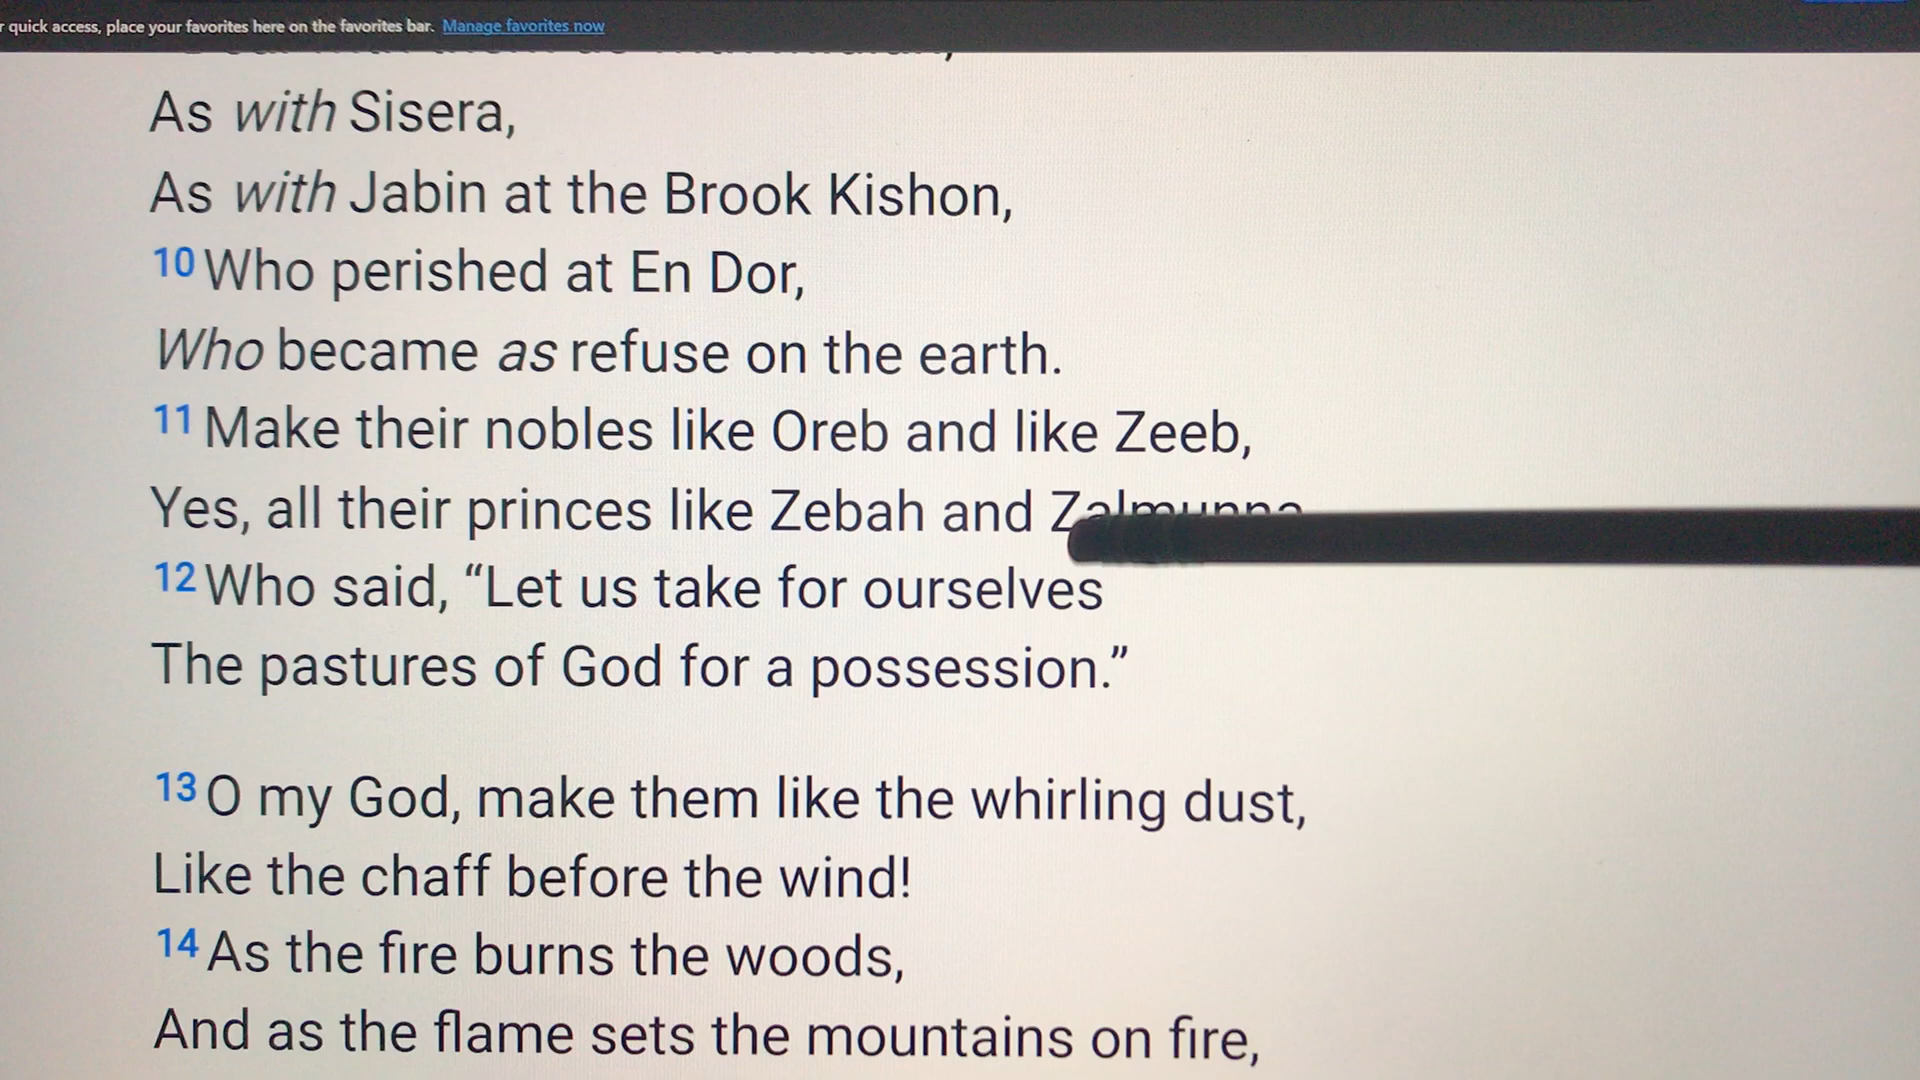 r quick access, place your favorites here on the favorites bar. Manage favorites now
As with Sisera,
As with Jabin at the Brook Kishon,
10 Who perished at En Dor,
Who became as refuse on the earth.
11 Make their nobles like Oreb and like Zeeb,
Yes, all their princes like Zebah and Zalmunna
12 Who said, “Let us take for ourselves
The pastures of God for a possession.”
13 O my God, make them like the whirling dust,
Like the chaff before the wind!
14 As the fire burns the woods,
And as the flame sets the mountains on fire,